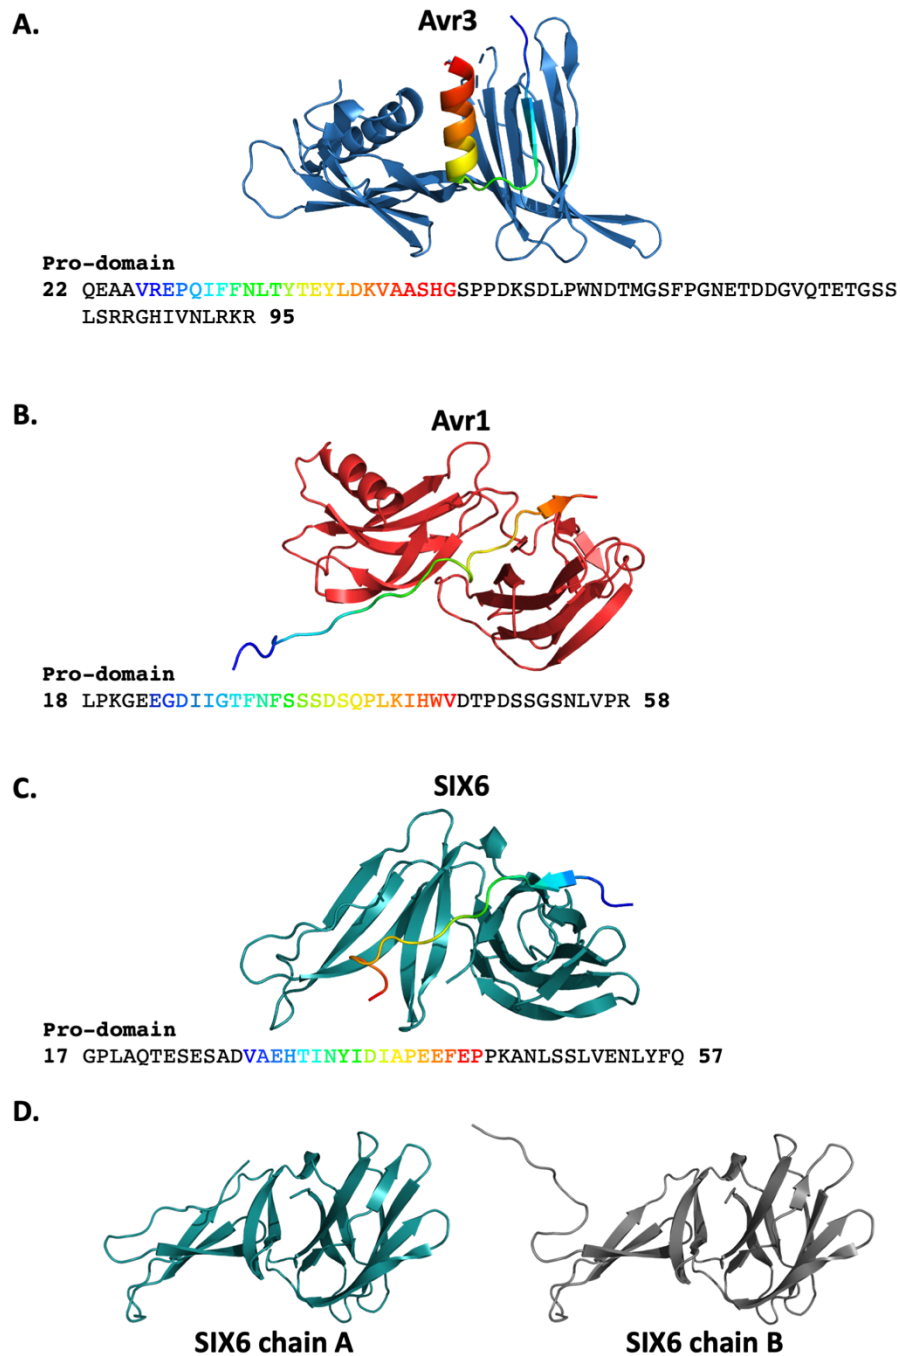 A.
Avr3
Pro-domain
22 QEAAVREPQIFFNLTYTEYLDKVAASHGSPPDKSDLPWNDTMGSFPGNETDDGVQTETGSS
LSRRGHIVNLRKR 95
B.
Avr1
Pro-domain
18 LPKGEEGDIIGTFNFSSSDSQPLKIHWVDTPDSSGSNLVPR 58
C.
SIX6
Pro-domain
17 GPLAQTESESADVAEHTINYIDIAPEEFEPPKANLSSLVENLYFQ 57
D.
SIX6 chain A
SIX6 chain B